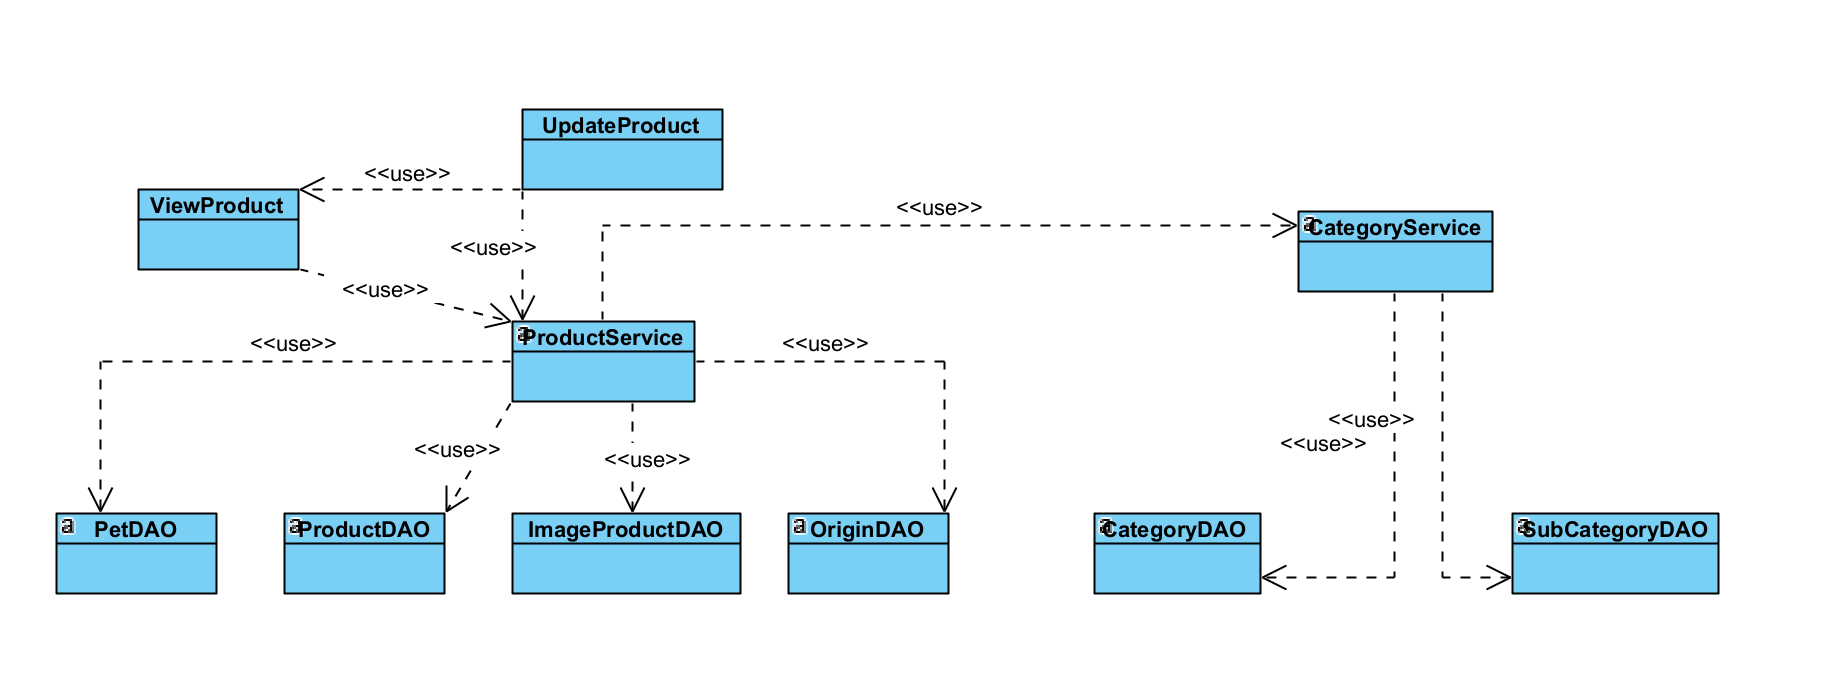 UpdateProduct
<<use>>
ViewProduct
<<use>>
CategoryService
<<use>>
<<use>>
ProductService
<<use>>
<<use>>
<<use>>
<<use>>
<<use>>
<<use>>
PetDAO
ProductDAO
ImageProductDAO
OriginDAO
CategoryDAO
SubCategoryDAO